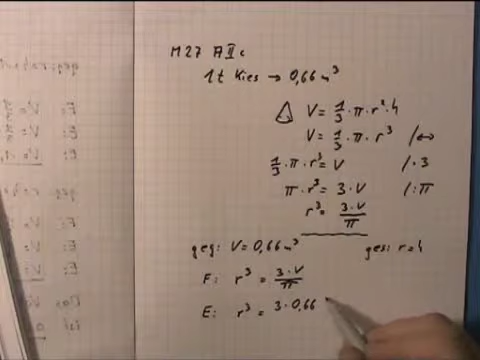 M27 AII c
1t Kies → 0,66 m³
V = 1/3 · π · r² · h
V = 1/3 · π · r³ /↔
1/3 · π · r³ = V / · 3
π · r³ = 3 · V / : π
r³ = 3 · V / π
geg: V = 0,66 m³ ges: r = h
F: r³ = 3 · V / π
E: r³ = 3 · 0,66